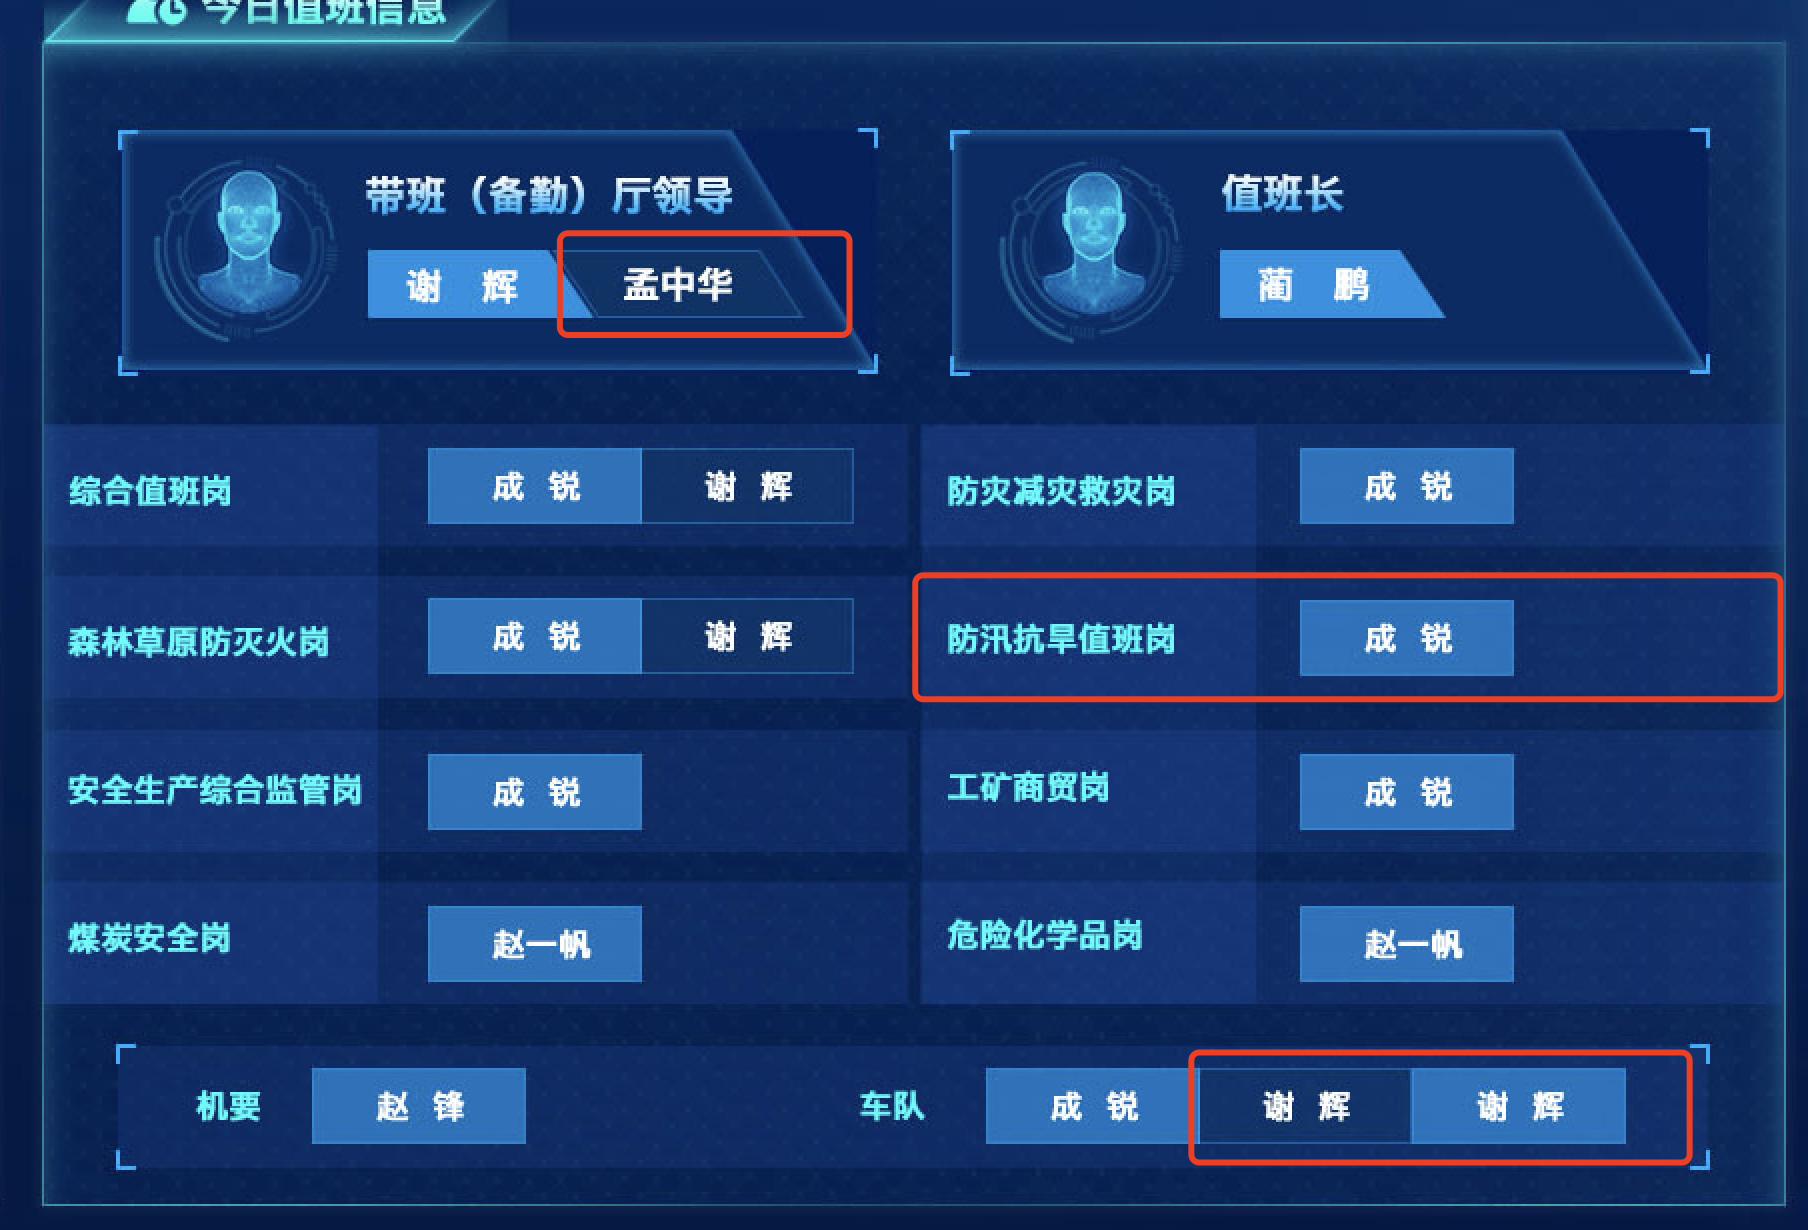 今日值班信息
带班（备勤）厅领导
谢 辉 孟中华
值班长
蔺 鹏
综合值班岗 成 锐 谢 辉
防灾减灾救灾岗 成 锐
森林草原防灭火岗 成 锐 谢 辉
防汛抗旱值班岗 成 锐
安全生产综合监管岗 成 锐
工矿商贸岗 成 锐
煤炭安全岗 赵一帆
危险化学品岗 赵一帆
机要 赵 锋
车队 成 锐 谢 辉 谢 辉